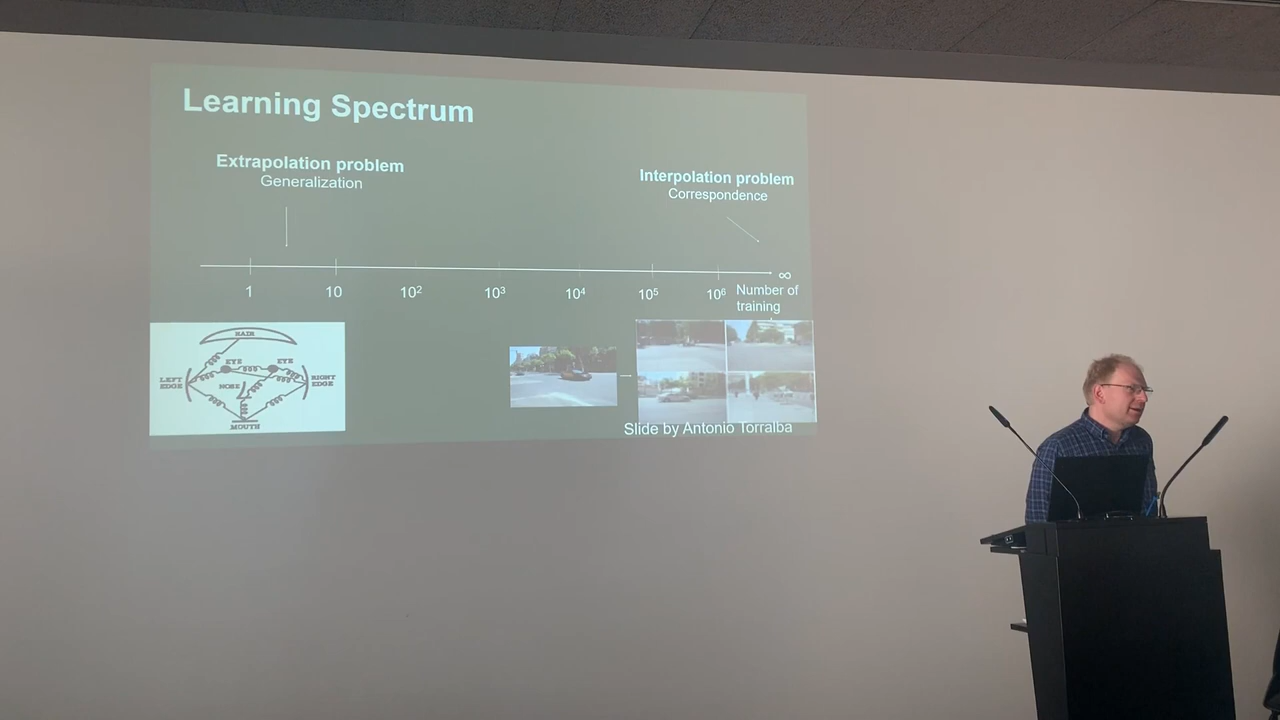 Learning Spectrum
Extrapolation problem
Generalization
Interpolation problem
Correspondence
1
10
10²
10³
10⁴
10⁵
10⁶
∞
Number of
training
HAIR
EYE
EYE
LEFT
EDGE
NOSE
RIGHT
EDGE
MOUTH
Slide by Antonio Torralba